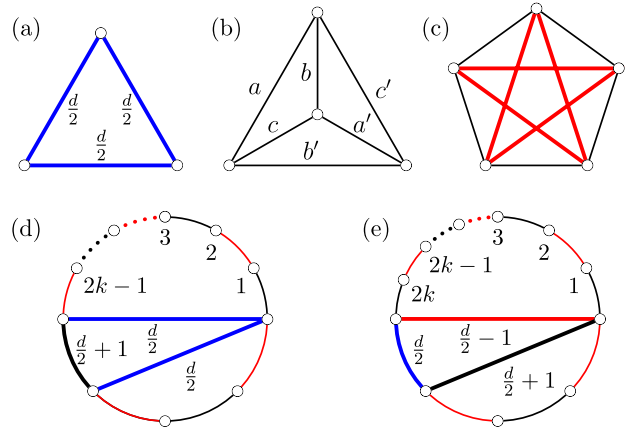 (a) (b) (c)
d/2 d/2
d/2
a b c′
c a′
b′
(d) (e)
3 2 1
2k − 1
d/2
d/2 + 1
d/2
3 2 1
2k − 1
2k
d/2 − 1
d/2
d/2 + 1